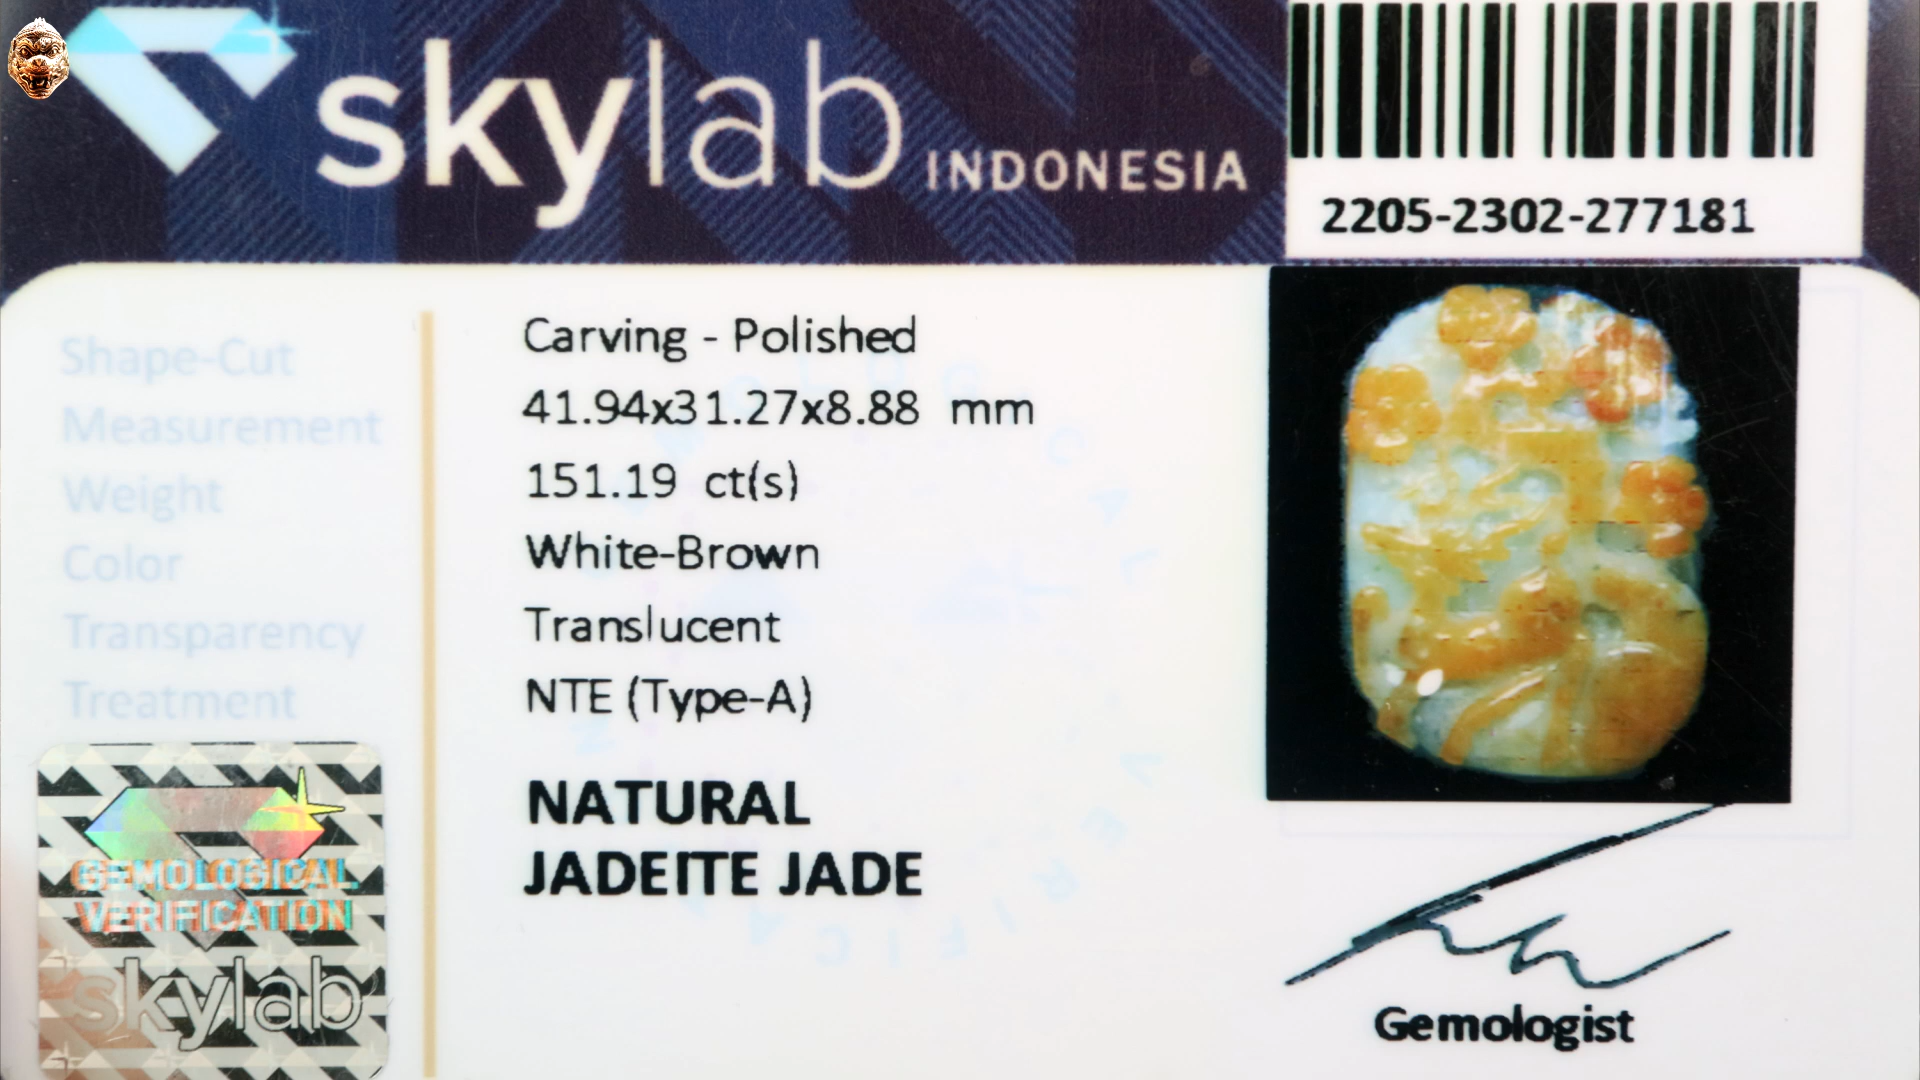 skylab INDONESIA
2205-2302-277181
Shape-Cut Carving - Polished
Measurement 41.94x31.27x8.88 mm
Weight 151.19 ct(s)
Color White-Brown
Transparency Translucent
Treatment NTE (Type-A)
NATURAL
JADEITE JADE
GEMOLOGICAL
VERIFICATION
skylab
Gemologist